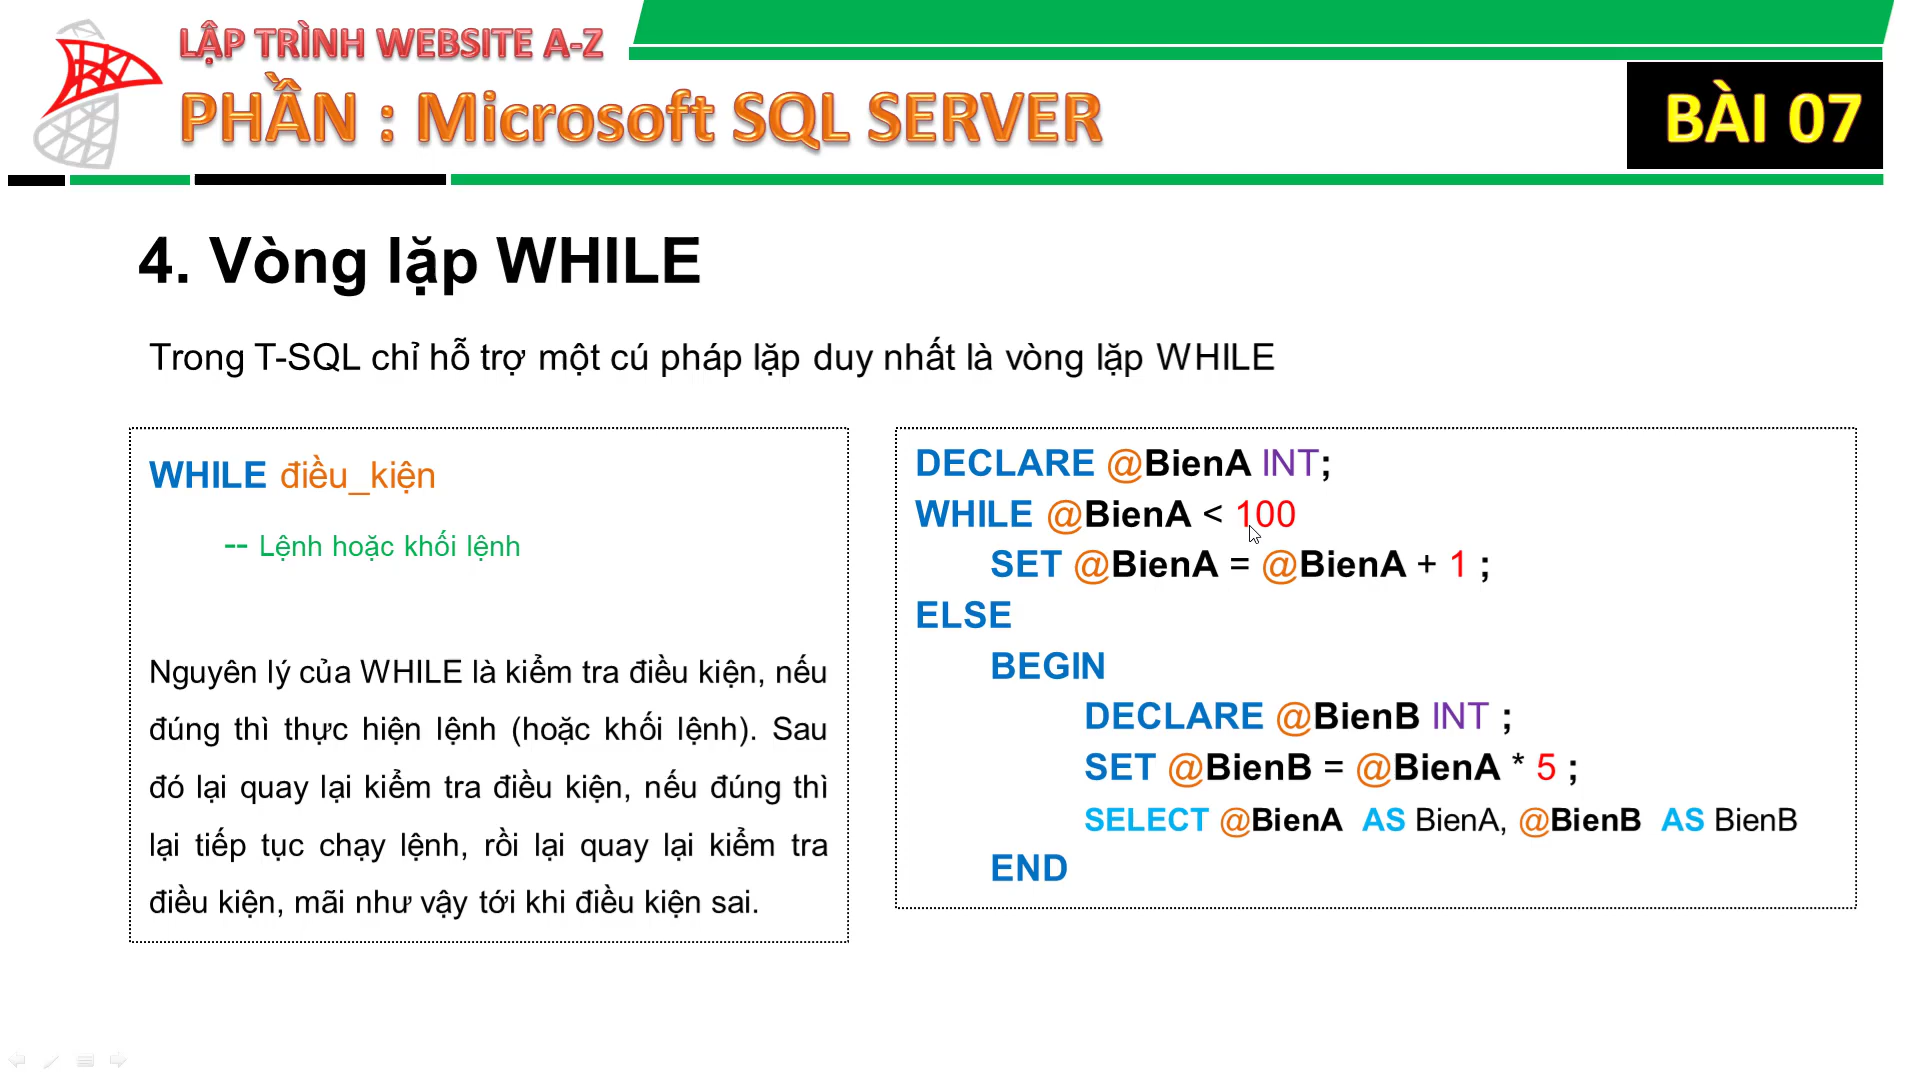 LẬP TRÌNH WEBSITE A-Z
PHẦN : Microsoft SQL SERVER
BÀI 07
4. Vòng lặp WHILE
Trong T-SQL chỉ hỗ trợ một cú pháp lặp duy nhất là vòng lặp WHILE
WHILE điều_kiện
-- Lệnh hoặc khối lệnh
Nguyên lý của WHILE là kiểm tra điều kiện, nếu
đúng thì thực hiện lệnh (hoặc khối lệnh). Sau
đó lại quay lại kiểm tra điều kiện, nếu đúng thì
lại tiếp tục chạy lệnh, rồi lại quay lại kiểm tra
điều kiện, mãi như vậy tới khi điều kiện sai.
DECLARE @BienA INT;
WHILE @BienA < 100
SET @BienA = @BienA + 1 ;
ELSE
BEGIN
DECLARE @BienB INT ;
SET @BienB = @BienA * 5 ;
SELECT @BienA AS BienA, @BienB AS BienB
END